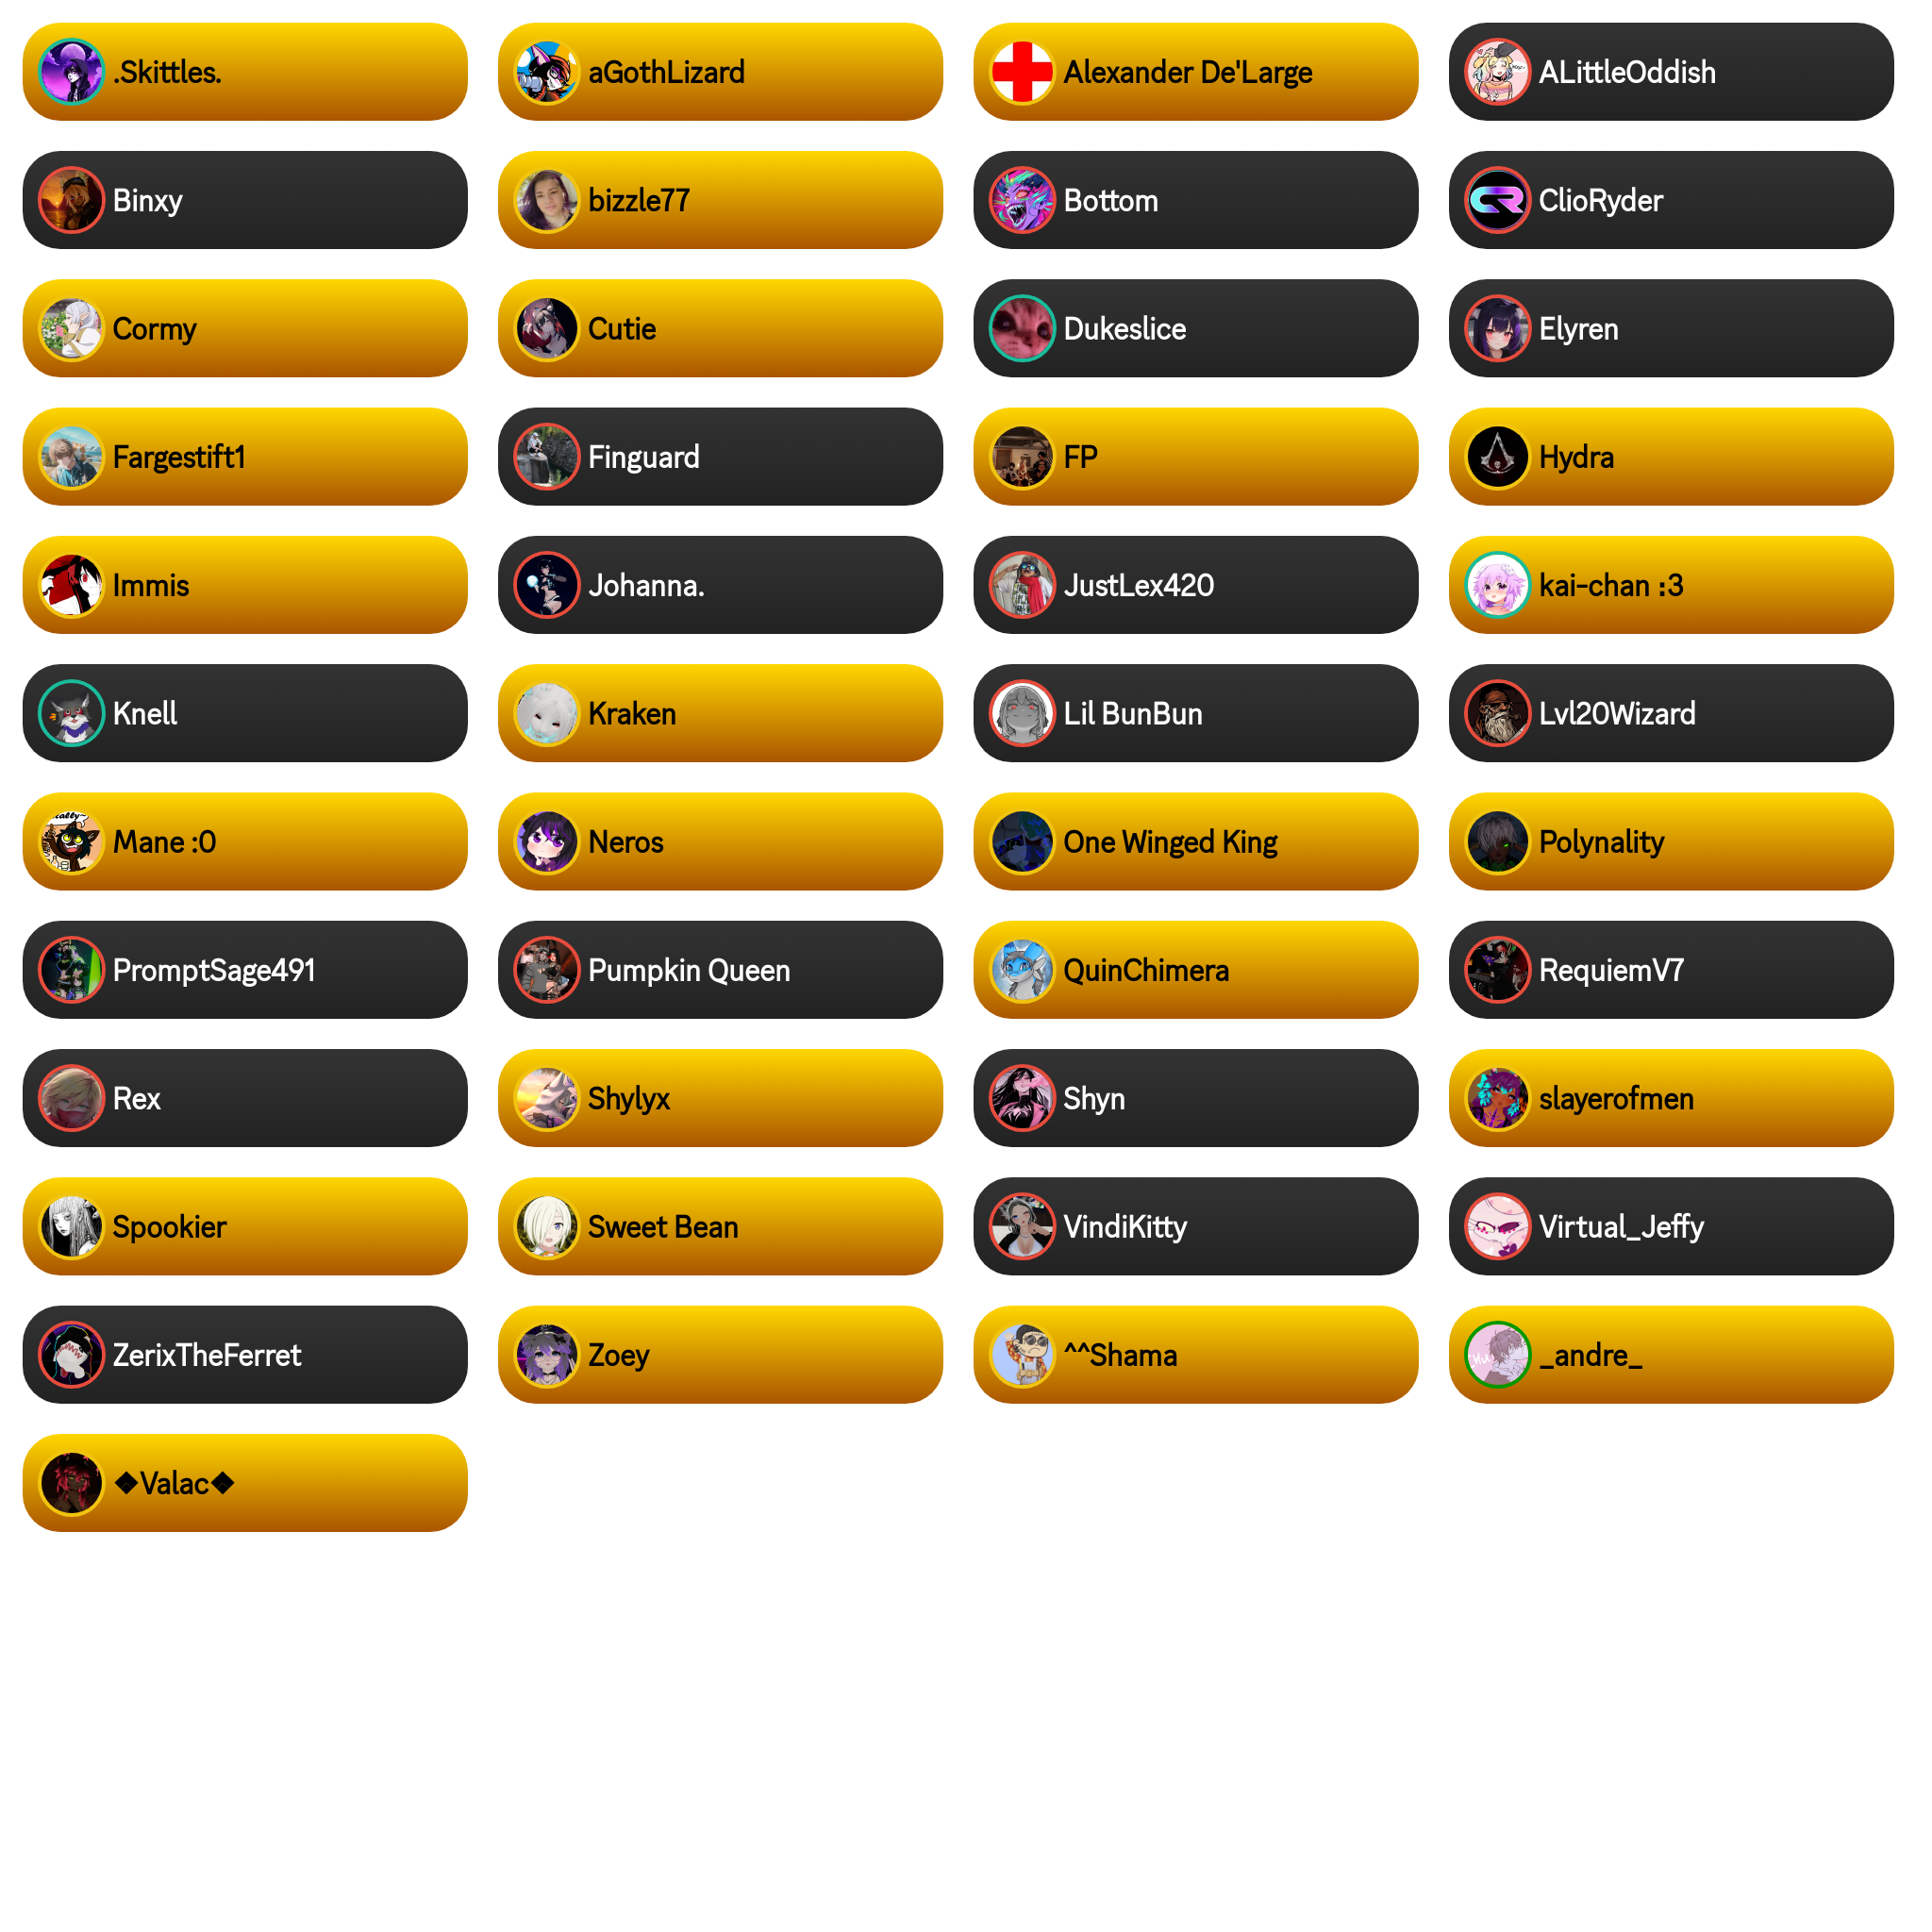 .Skittles.
aGothLizard
Alexander De'Large
ALittleOddish
Binxy
bizzle77
Bottom
ClioRyder
Cormy
Cutie
Dukeslice
Elyren
Fargestift1
Finguard
FP
Hydra
Immis
Johanna.
JustLex420
kai-chan :3
Knell
Kraken
Lil BunBun
Lvl20Wizard
Mane :0
Neros
One Winged King
Polynality
PromptSage491
Pumpkin Queen
QuinChimera
RequiemV7
Rex
Shylyx
Shyn
slayerofmen
Spookier
Sweet Bean
VindiKitty
Virtual_Jeffy
ZerixTheFerret
Zoey
^^Shama
_andre_
❖Valac❖